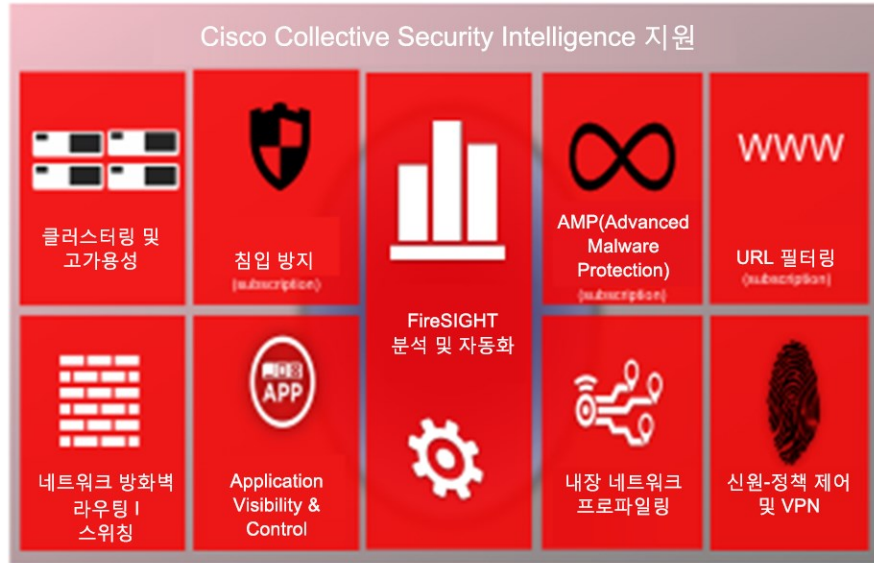 Cisco Collective Security Intelligence 지원
클러스터링 및
고가용성
침입 방지
(subscription)
FireSIGHT
분석 및 자동화
AMP(Advanced
Malware
Protection)
(subscription)
WWW
URL 필터링
(subscription)
네트워크 방화벽
라우팅 I
스위칭
APP
Application
Visibility &
Control
내장 네트워크
프로파일링
신원-정책 제어
및 VPN